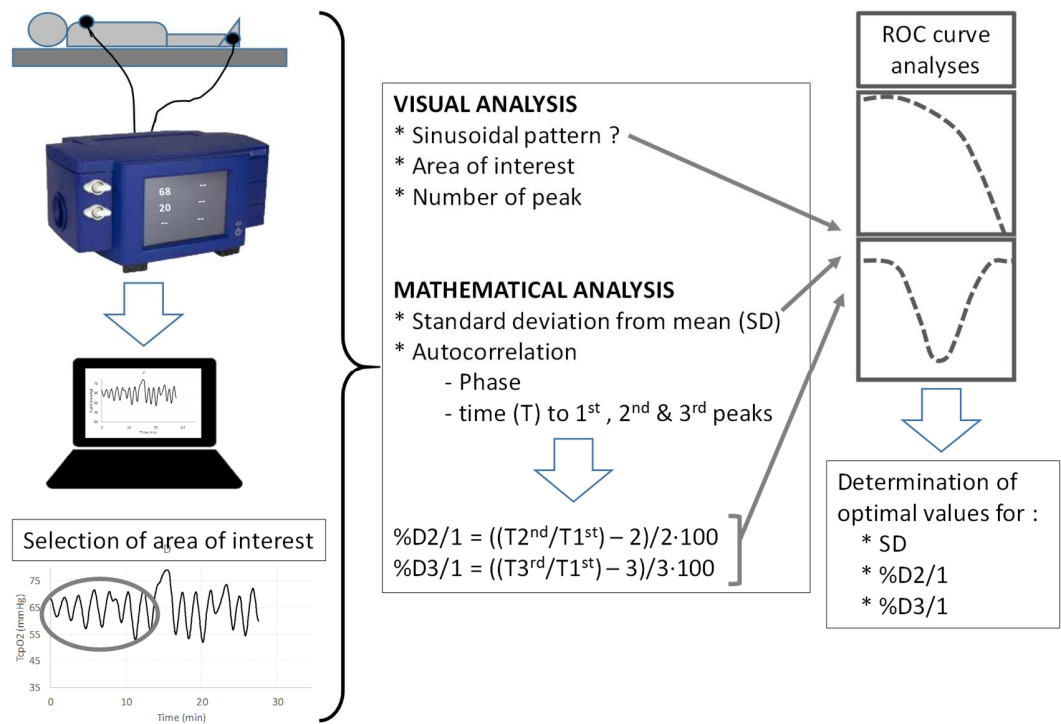 68 --
20 --
-- --
Selection of area of interest
75
65
55
45
35
TcpO2 (mmHg)
0 10 20 30
Time (min)
VISUAL ANALYSIS
* Sinusoidal pattern ?
* Area of interest
* Number of peak
MATHEMATICAL ANALYSIS
* Standard deviation from mean (SD)
* Autocorrelation
- Phase
- time (T) to 1st , 2nd & 3rd peaks
%D2/1 = ((T2nd/T1st) – 2)/2·100
%D3/1 = ((T3rd/T1st) – 3)/3·100
ROC curve
analyses
Determination of
optimal values for :
* SD
* %D2/1
* %D3/1